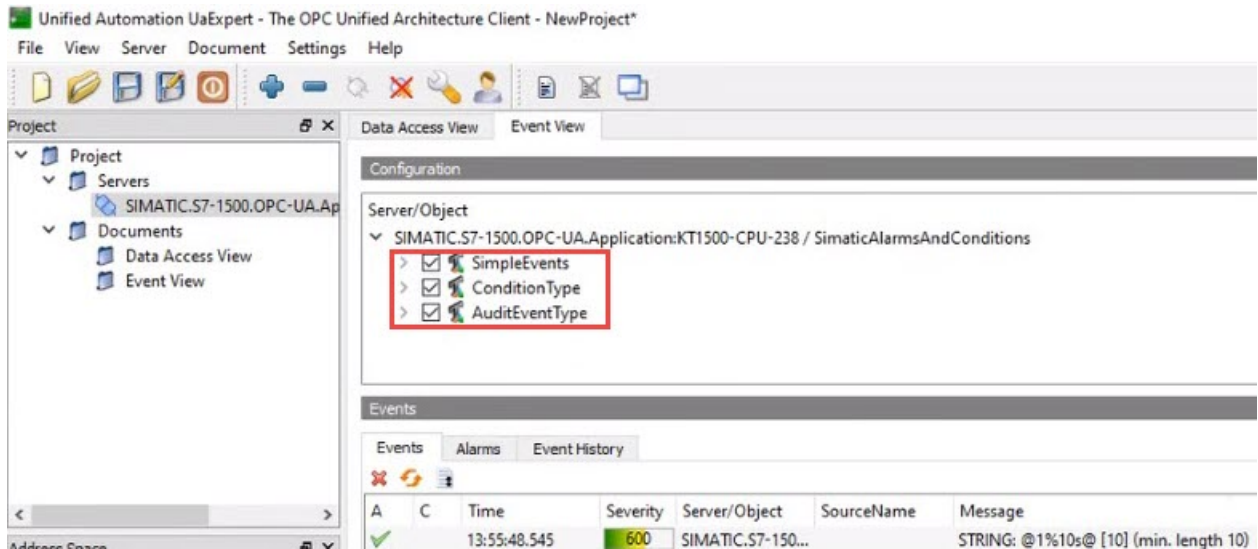 Unified Automation UaExpert - The OPC Unified Architecture Client - NewProject*
File View Server Document Settings Help
Project
Project
Servers
SIMATIC.S7-1500.OPC-UA.Ap
Documents
Data Access View
Event View
Address Space
Data Access View Event View
Configuration
Server/Object
SIMATIC.S7-1500.OPC-UA.Application:KT1500-CPU-238 / SimaticAlarmsAndConditions
SimpleEvents
ConditionType
AuditEventType
Events
Events Alarms Event History
A C Time Severity Server/Object SourceName Message
13:55:48.545 600 SIMATIC.S7-150... STRING: @1%10s@ [10] (min. length 10)